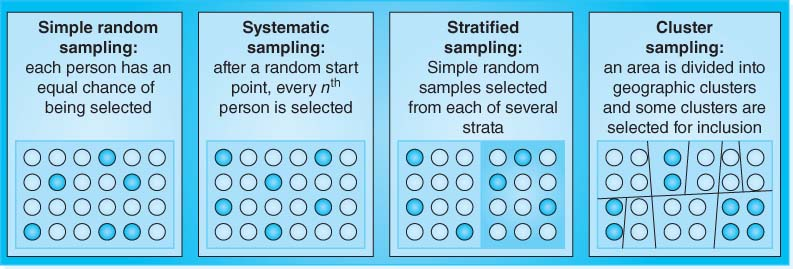 Simple random
sampling:
each person has an
equal chance of
being selected
Systematic
sampling:
after a random start
point, every nth
person is selected
Stratified
sampling:
Simple random
samples selected
from each of several
strata
Cluster
sampling:
an area is divided into
geographic clusters
and some clusters are
selected for inclusion